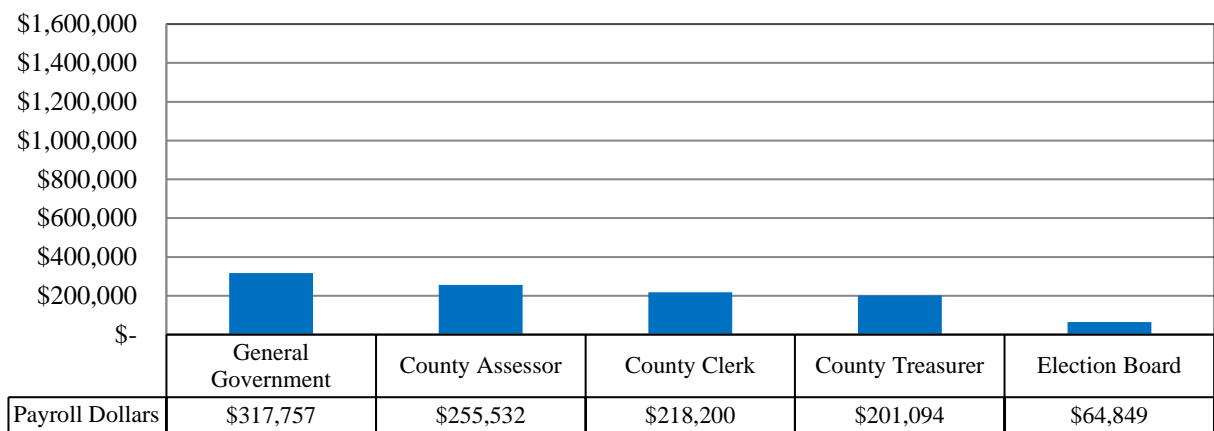 $1,600,000
$1,400,000
$1,200,000
$1,000,000
$800,000
$600,000
$400,000
$200,000
$-
General
Government
County Assessor
County Clerk
County Treasurer
Election Board
Payroll Dollars $317,757 $255,532 $218,200 $201,094 $64,849